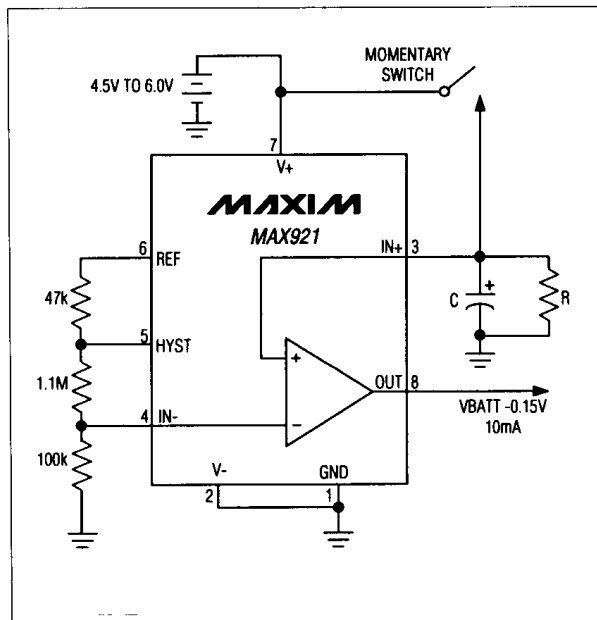 MOMENTARY
SWITCH
4.5V TO 6.0V
7
V+
MAXIM
MAX921
6
REF
IN+
3
47k
C
+
R
5
HYST
1.1M
+
OUT
8
4
IN-
−
VBATT -0.15V
10mA
100k
V-
GND
2
1